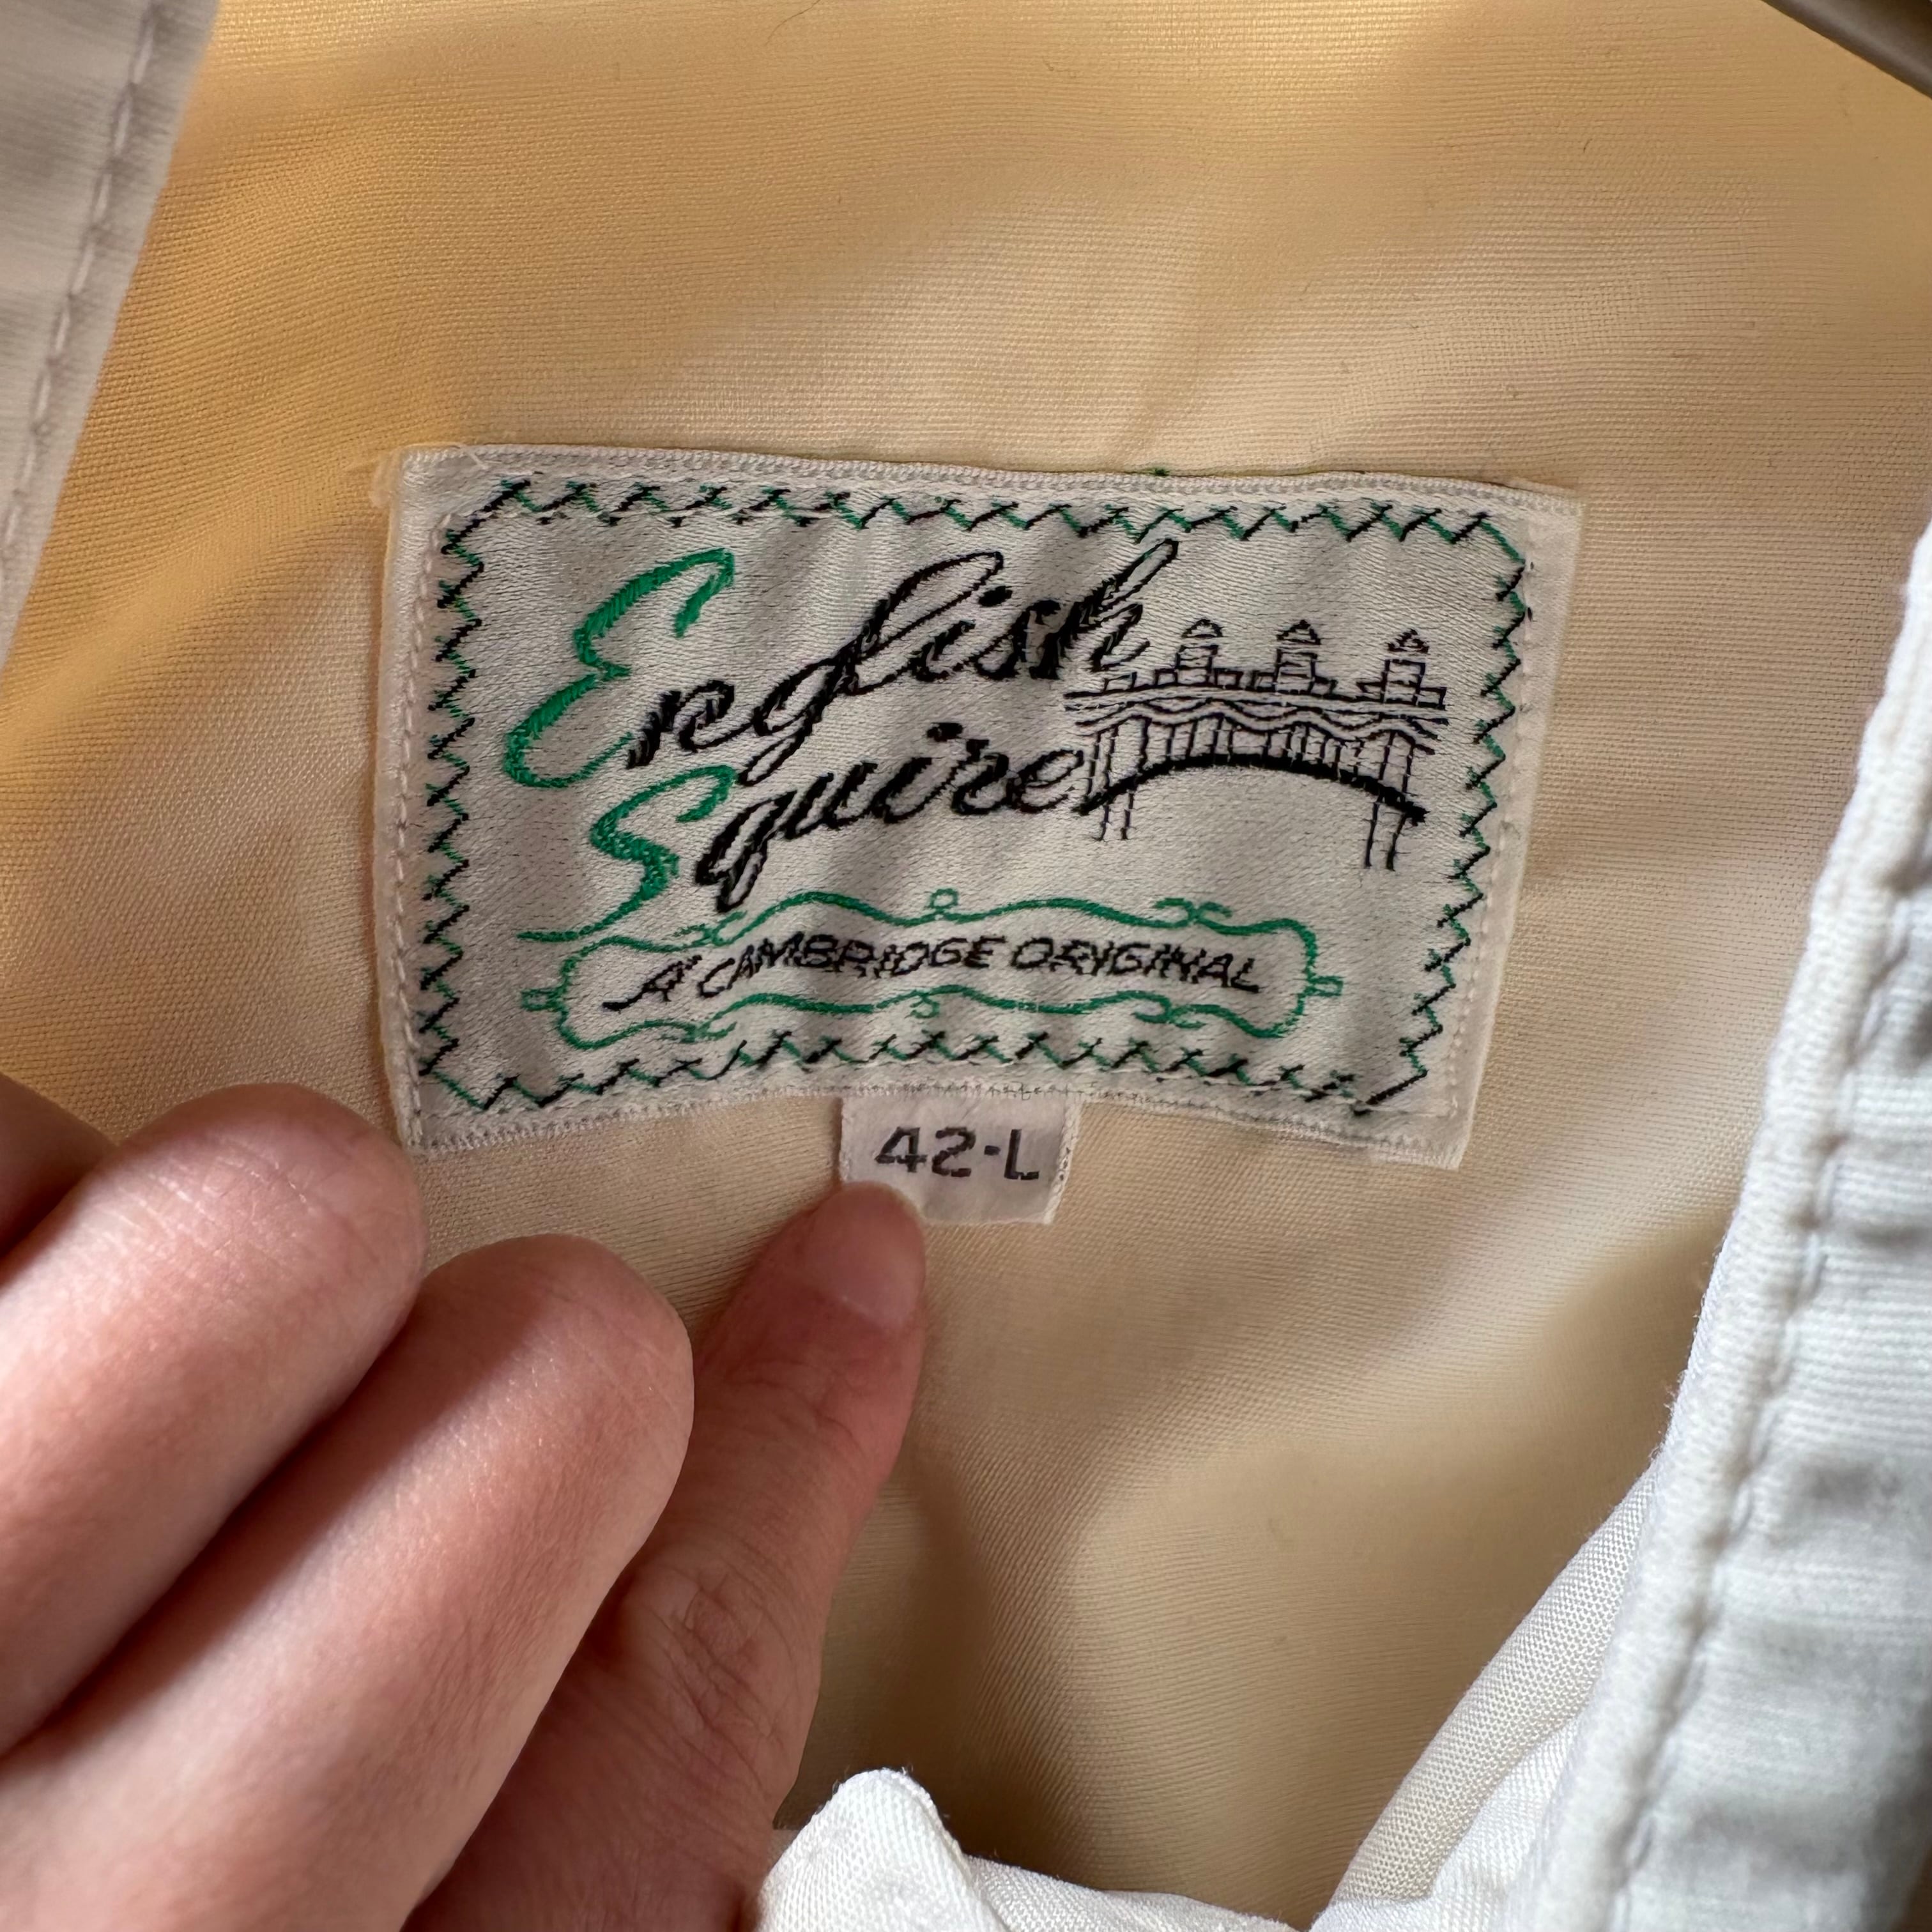 English
Squire
A CAMBRIDGE ORIGINAL
42-L